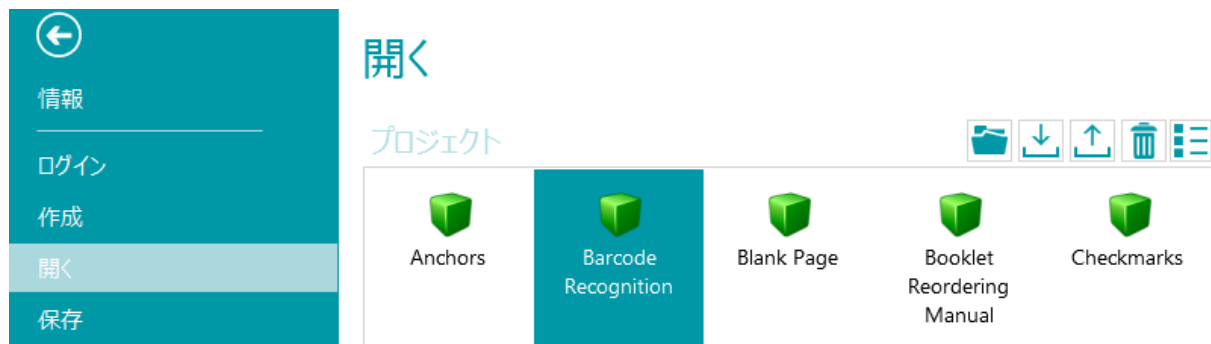 情報
ログイン
作成
開く
保存
開く
プロジェクト
Anchors
Barcode
Recognition
Blank Page
Booklet
Reordering
Manual
Checkmarks